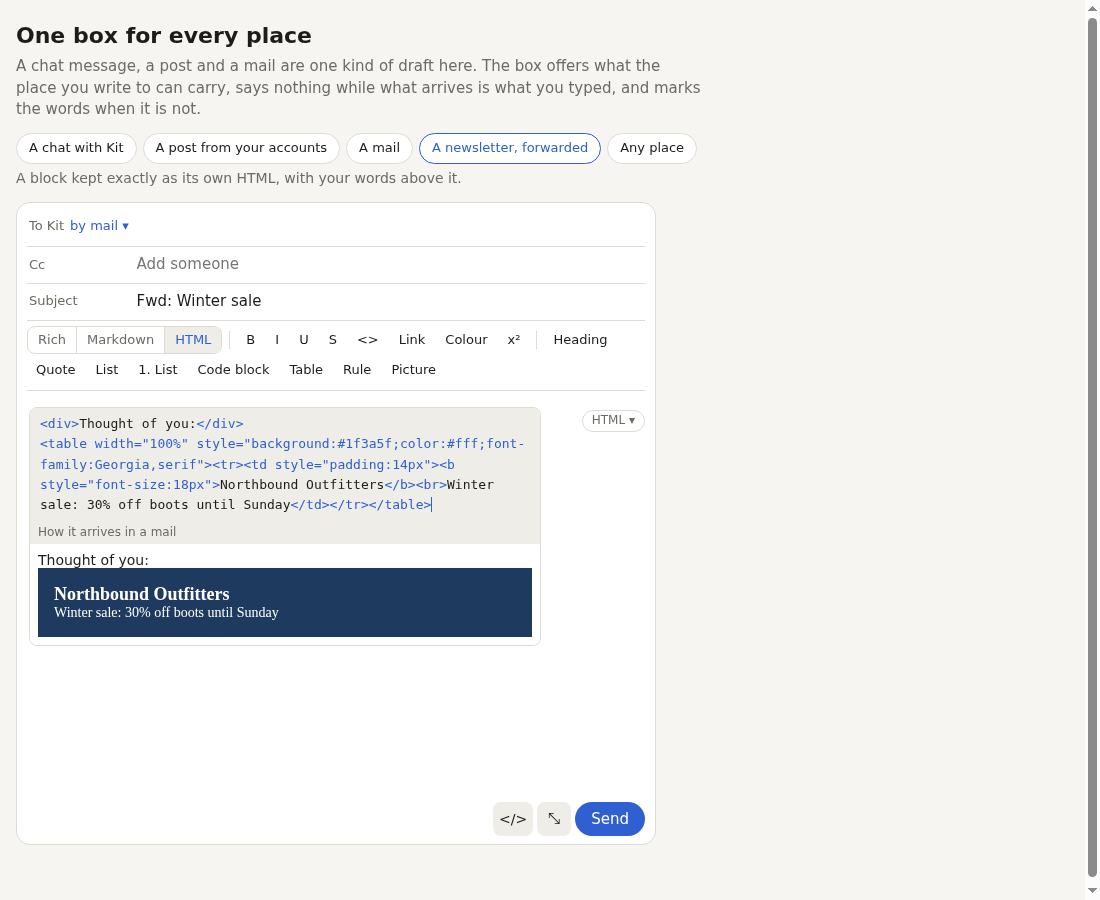 One box for every place
A chat message, a post and a mail are one kind of draft here. The box offers what the
place you write to can carry, says nothing while what arrives is what you typed, and marks
the words when it is not.
A chat with Kit
A post from your accounts
A mail
A newsletter, forwarded
Any place
A block kept exactly as its own HTML, with your words above it.
To Kit by mail ▾
Cc Add someone
Subject Fwd: Winter sale
Rich Markdown HTML B I U S <> Link Colour x² Heading
Quote List 1. List Code block Table Rule Picture
<div>Thought of you:</div>
HTML ▾
<table width="100%" style="background:#1f3a5f;color:#fff;font-
family:Georgia,serif"><tr><td style="padding:14px"><b
style="font-size:18px">Northbound Outfitters</b><br>Winter
sale: 30% off boots until Sunday</td></tr></table>
How it arrives in a mail
Thought of you:
Northbound Outfitters
Winter sale: 30% off boots until Sunday
</> ⤡ Send